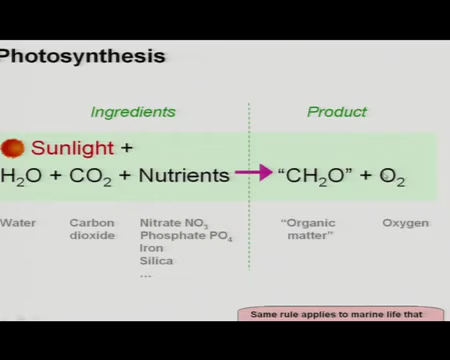 Photosynthesis
Ingredients Product
Sunlight +
H₂O + CO₂ + Nutrients → “CH₂O” + O₂
Water Carbon dioxide Nitrate NO₃ “Organic matter” Oxygen
Phosphate PO₄
Iron
Silica
...
Same rule applies to marine life that